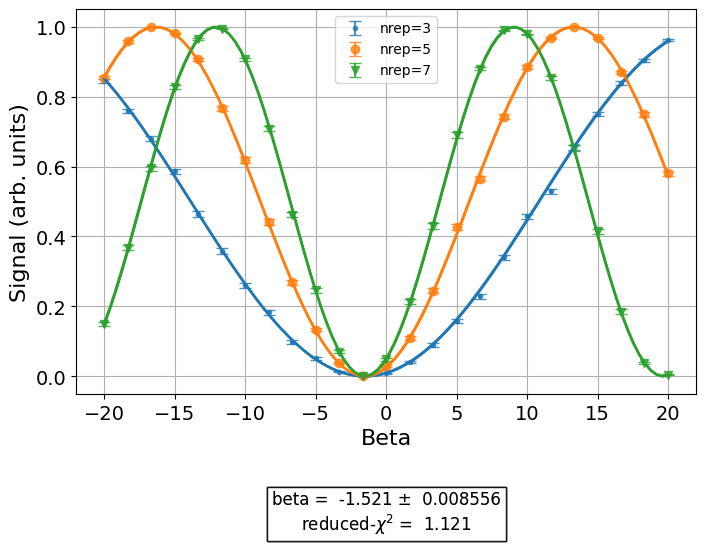 nrep=3
nrep=5
nrep=7
Signal (arb. units)
1.0
0.8
0.6
0.4
0.2
0.0
−20 −15 −10 −5 0 5 10 15 20
Beta
beta = -1.521 ± 0.008556
reduced-χ² = 1.121